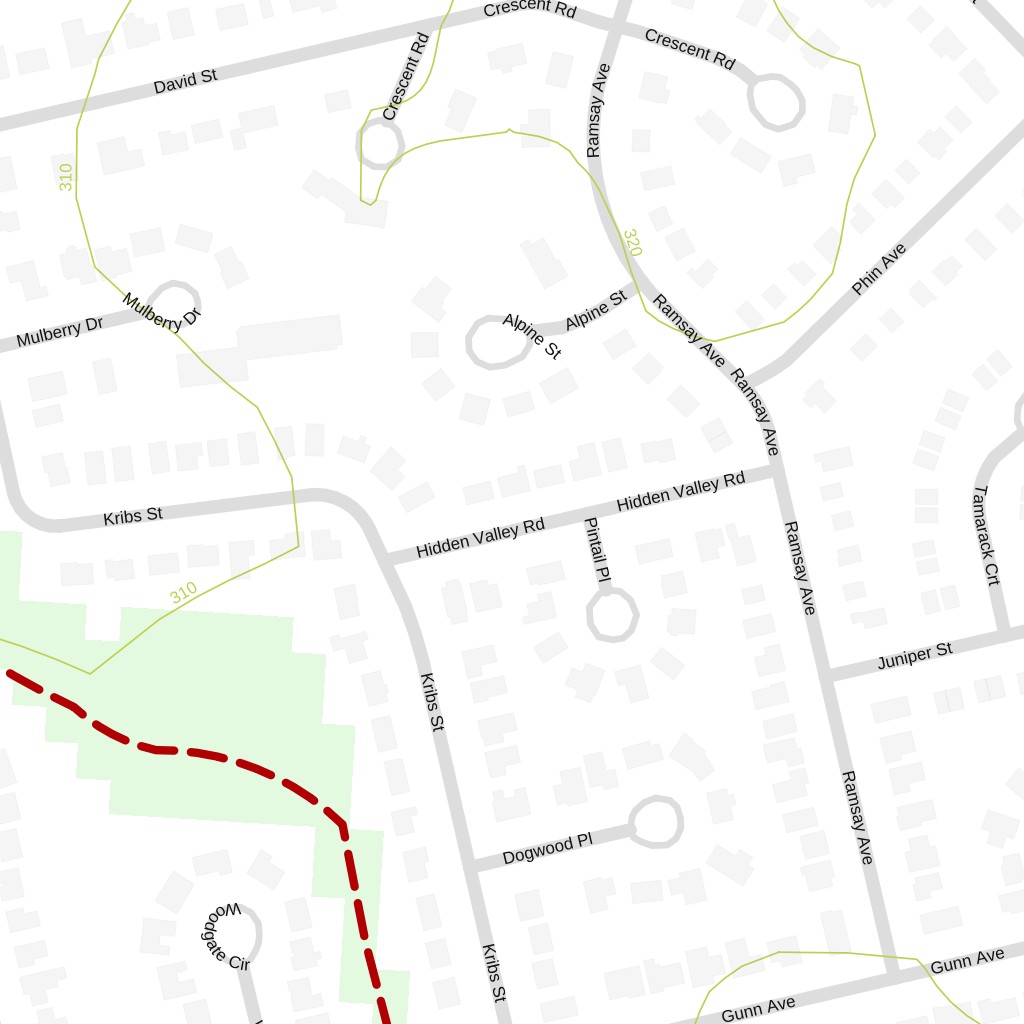 Crescent Rd
Crescent Rd
David St
Crescent Rd
Ramsay Ave
310
320
Phin Ave
Mulberry Dr
Mulberry Dr
Alpine St
Alpine St
Ramsay Ave
Ramsay Ave
Hidden Valley Rd
Hidden Valley Rd
Kribs St
Pintail Pl
Ramsay Ave
Tamarack Crt
310
Juniper St
Kribs St
Ramsay Ave
Dogwood Pl
Woodgate Cir
Kribs St
Gunn Ave
Gunn Ave